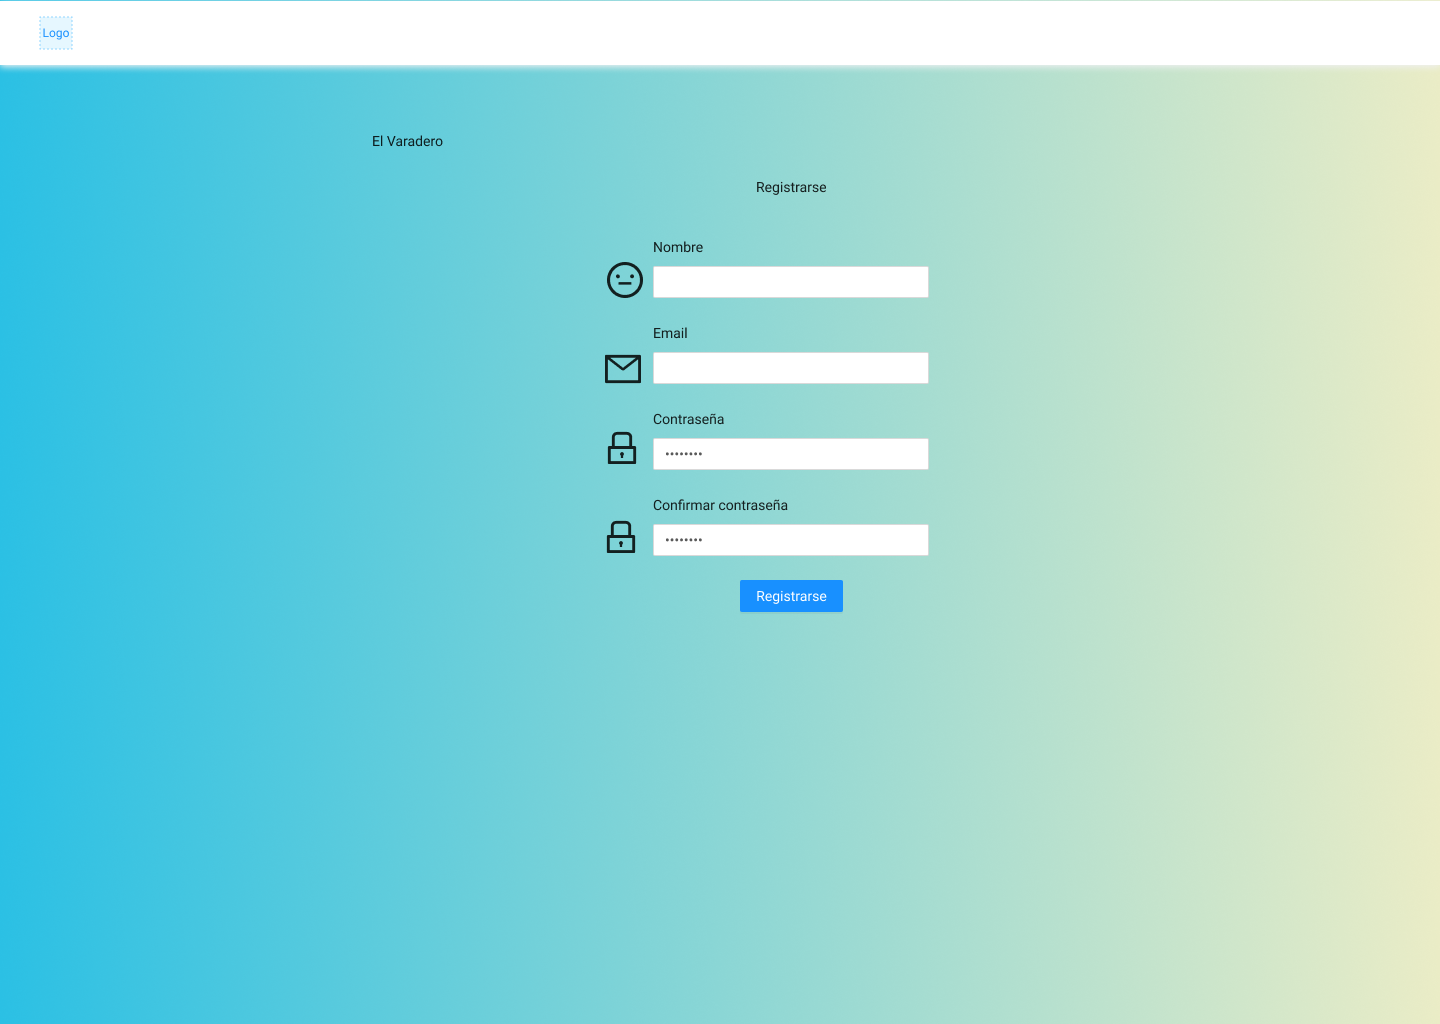 Logo
El Varadero
Registrarse
Nombre
Email
Contraseña
••••••••
Confirmar contraseña
••••••••
Registrarse